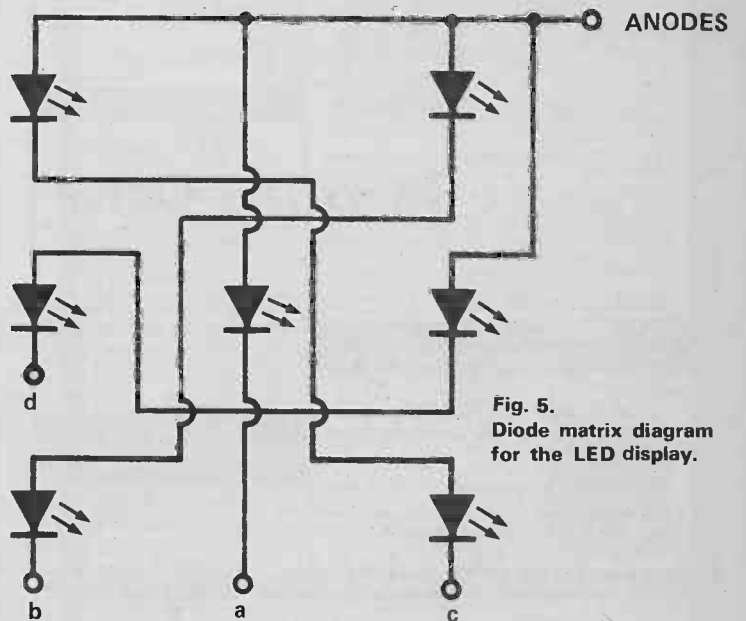 ANODES
d
Fig. 5.
Diode matrix diagram
for the LED display.
b a c